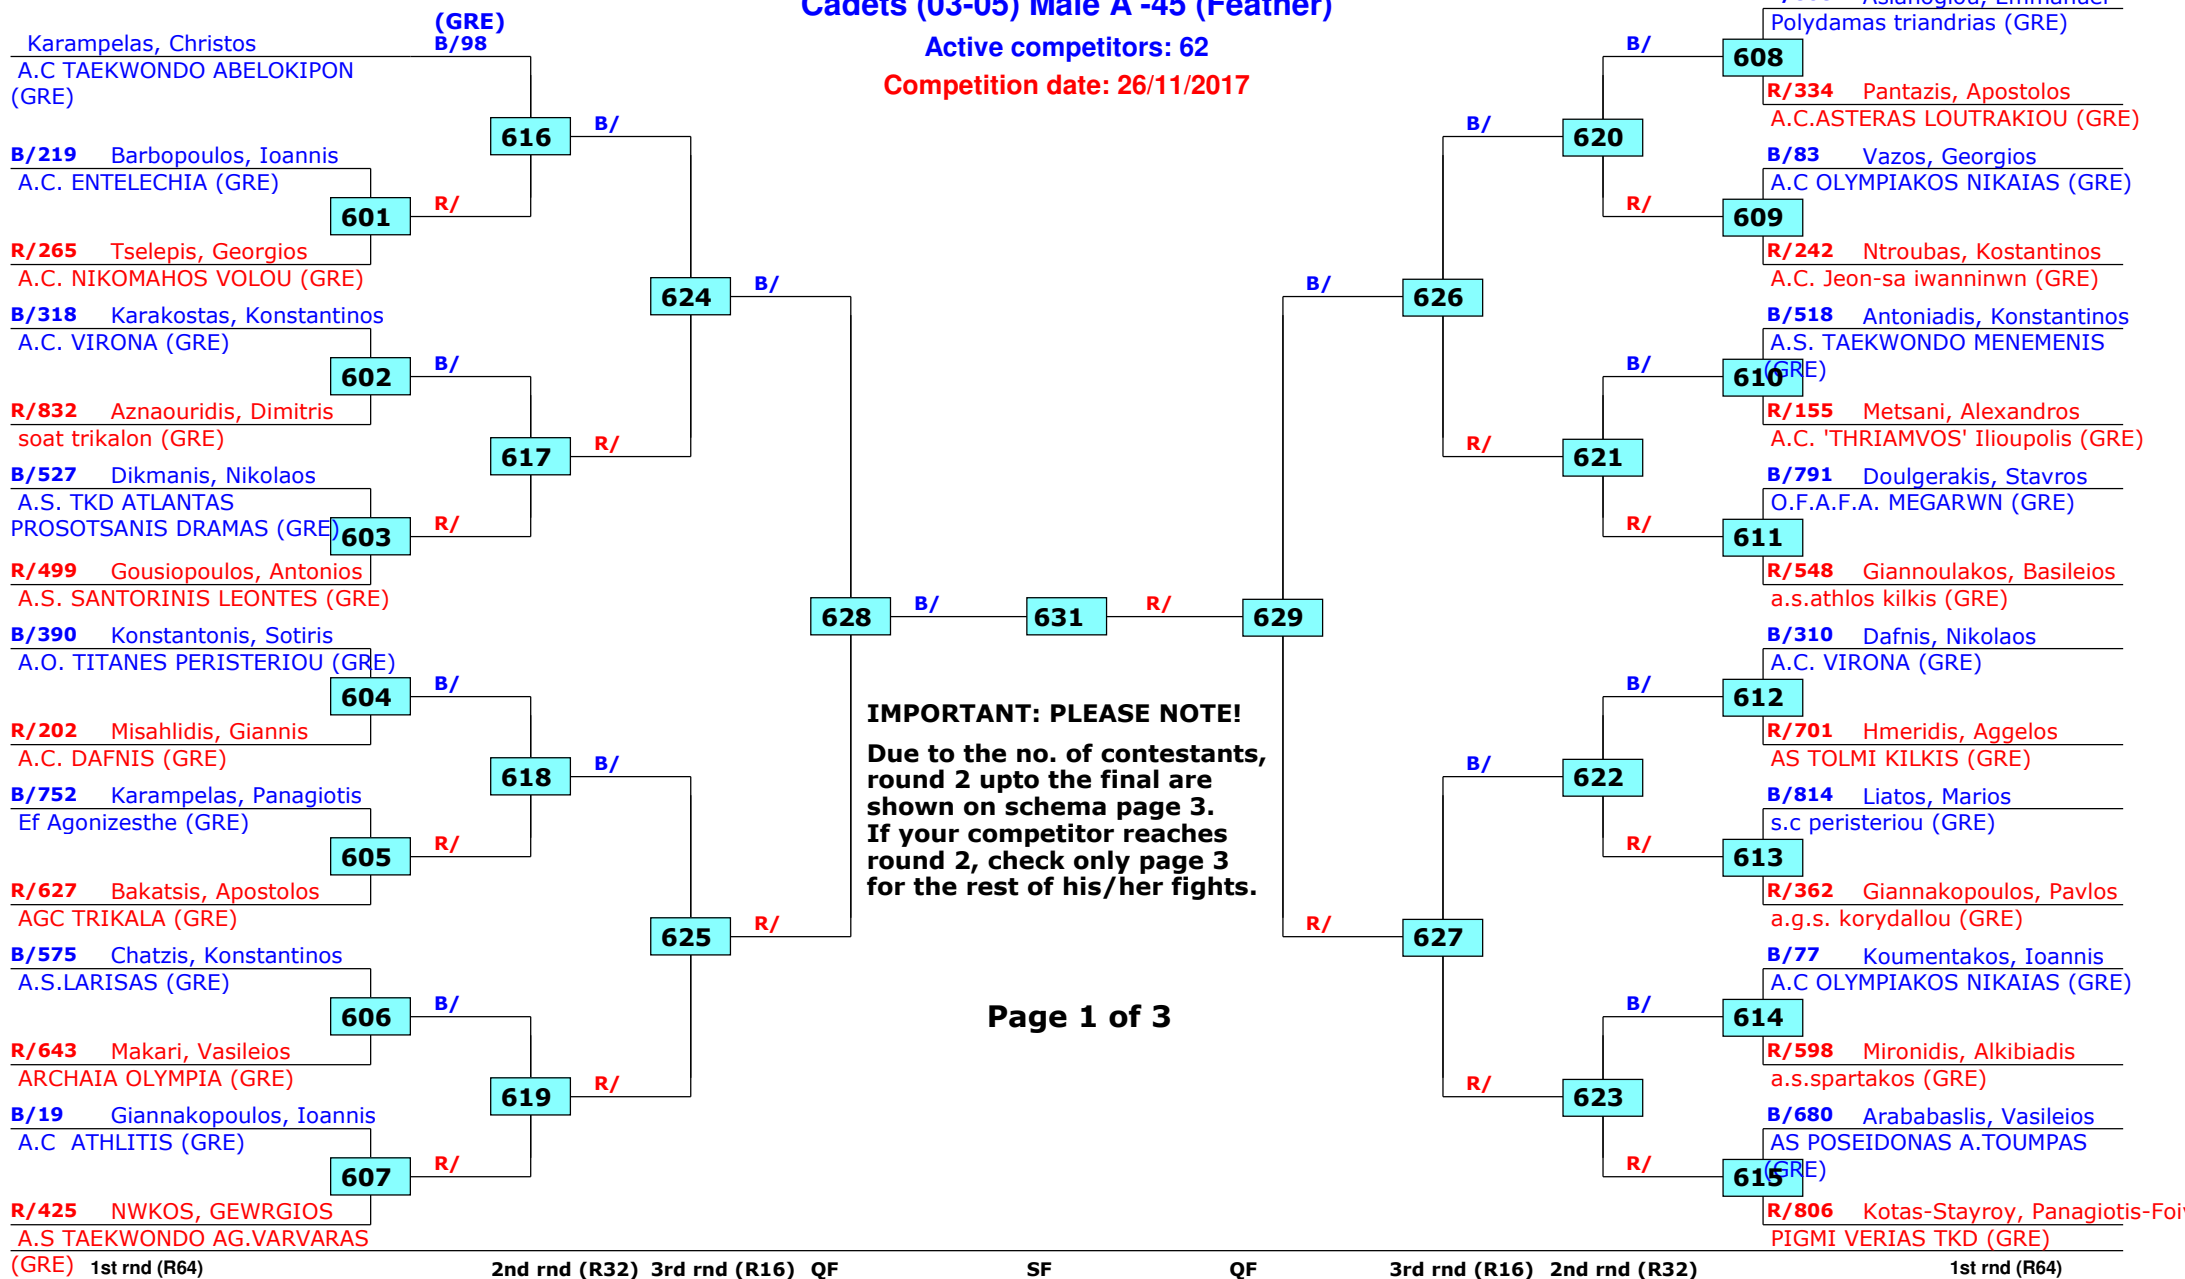 Cadets (03-05) Male A -45 (Feather)
Active competitors: 62
Competition date: 26/11/2017
(GRE)
Karampelas, Christos B/98
A.C TAEKWONDO ABELOKIPON
(GRE)
616
B/
B/219 Barbopoulos, Ioannis
A.C. ENTELECHIA (GRE)
601
R/
R/265 Tselepis, Georgios
A.C. NIKOMAHOS VOLOU (GRE)
624
B/
B/318 Karakostas, Konstantinos
A.C. VIRONA (GRE)
602
B/
R/832 Aznaouridis, Dimitris
soat trikalon (GRE)
617
R/
B/527 Dikmanis, Nikolaos
A.S. TKD ATLANTAS
PROSOTSANIS DRAMAS (GRE)
603
R/
R/499 Gousiopoulos, Antonios
A.S. SANTORINIS LEONTES (GRE)
628
B/
631
R/
629
B/390 Konstantonis, Sotiris
A.O. TITANES PERISTERIOU (GRE)
604
B/
R/202 Misahlidis, Giannis
A.C. DAFNIS (GRE)
618
B/
B/752 Karampelas, Panagiotis
Ef Agonizesthe (GRE)
605
R/
R/627 Bakatsis, Apostolos
AGC TRIKALA (GRE)
625
R/
B/575 Chatzis, Konstantinos
A.S.LARISAS (GRE)
606
B/
R/643 Makari, Vasileios
ARCHAIA OLYMPIA (GRE)
619
R/
B/19 Giannakopoulos, Ioannis
A.C ATHLITIS (GRE)
607
R/
R/425 NWKOS, GEWRGIOS
A.S TAEKWONDO AG.VARVARAS
(GRE)
IMPORTANT: PLEASE NOTE!
Due to the no. of contestants,
round 2 upto the final are
shown on schema page 3.
If your competitor reaches
round 2, check only page 3
for the rest of his/her fights.
Page 1 of 3
Polydamas triandrias (GRE)
B/
608
R/334 Pantazis, Apostolos
A.C.ASTERAS LOUTRAKIOU (GRE)
B/
620
B/83 Vazos, Georgios
A.C OLYMPIAKOS NIKAIAS (GRE)
R/
609
R/242 Ntroubas, Kostantinos
A.C. Jeon-sa iwanninwn (GRE)
B/
626
B/518 Antoniadis, Konstantinos
A.S. TAEKWONDO MENEMENIS
(GRE)
B/
610
R/155 Metsani, Alexandros
A.C. 'THRIAMVOS' Ilioupolis (GRE)
R/
621
B/791 Doulgerakis, Stavros
O.F.A.F.A. MEGARWN (GRE)
R/
611
R/548 Giannoulakos, Basileios
a.s.athlos kilkis (GRE)
B/310 Dafnis, Nikolaos
A.C. VIRONA (GRE)
B/
612
R/701 Hmeridis, Aggelos
AS TOLMI KILKIS (GRE)
B/
622
B/814 Liatos, Marios
s.c peristeriou (GRE)
R/
613
R/362 Giannakopoulos, Pavlos
a.g.s. korydallou (GRE)
R/
627
B/77 Koumentakos, Ioannis
A.C OLYMPIAKOS NIKAIAS (GRE)
B/
614
R/598 Mironidis, Alkibiadis
a.s.spartakos (GRE)
R/
623
B/680 Arababaslis, Vasileios
AS POSEIDONAS A.TOUMPAS
(GRE)
R/
615
R/806 Kotas-Stayroy, Panagiotis-Foi
PIGMI VERIAS TKD (GRE)
1st rnd (R64) 2nd rnd (R32) 3rd rnd (R16) QF SF QF 3rd rnd (R16) 2nd rnd (R32) 1st rnd (R64)